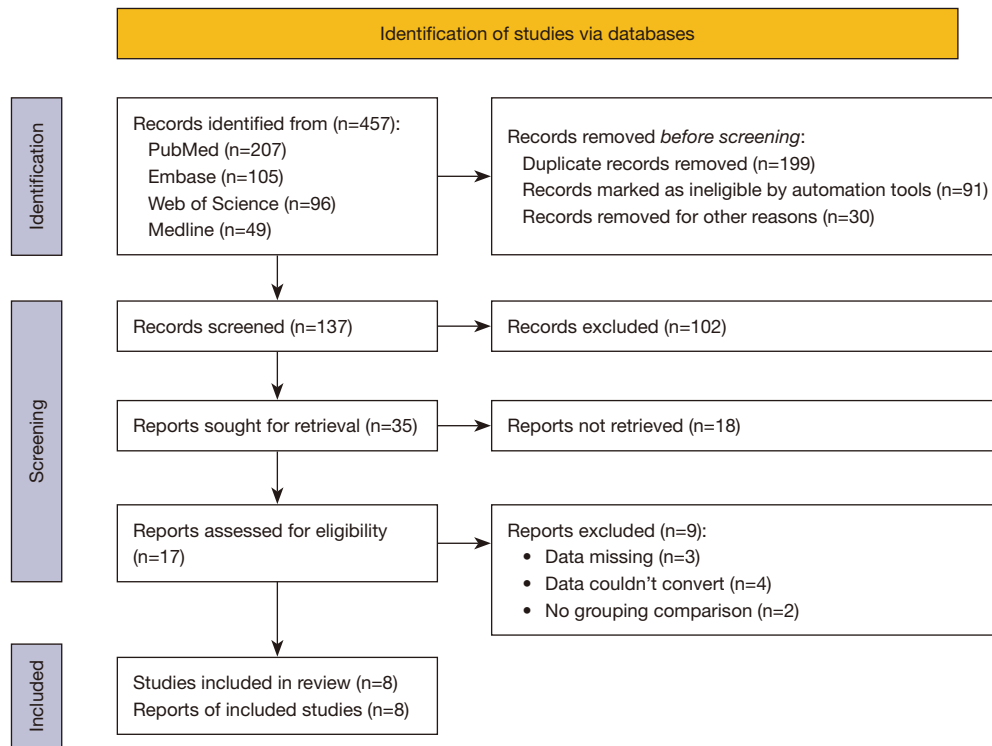 Identification of studies via databases
Identification
Records identified from (n=457):
PubMed (n=207)
Embase (n=105)
Web of Science (n=96)
Medline (n=49)
Records removed before screening:
Duplicate records removed (n=199)
Records marked as ineligible by automation tools (n=91)
Records removed for other reasons (n=30)
Screening
Records screened (n=137)
Records excluded (n=102)
Reports sought for retrieval (n=35)
Reports not retrieved (n=18)
Reports assessed for eligibility
(n=17)
Reports excluded (n=9):
• Data missing (n=3)
• Data couldn’t convert (n=4)
• No grouping comparison (n=2)
Included
Studies included in review (n=8)
Reports of included studies (n=8)